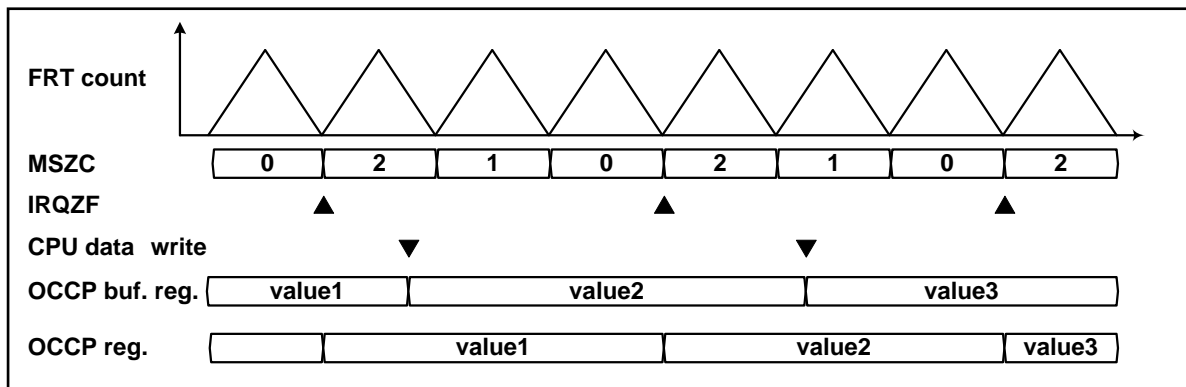 FRT count
MSZC 0 2 1 0 2 1 0 2
IRQZF
CPU data write
OCCP buf. reg. value1 value2 value3
OCCP reg. value1 value2 value3